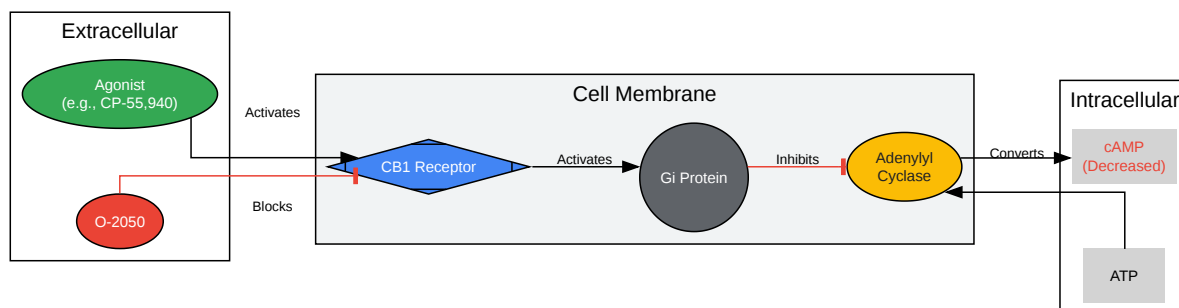 Extracellular
Agonist
(e.g., CP-55,940)
Activates
O-2050
Blocks
Cell Membrane
CB1 Receptor
Activates
Gi Protein
Inhibits
Adenylyl
Cyclase
Converts
Intracellular
cAMP
(Decreased)
ATP